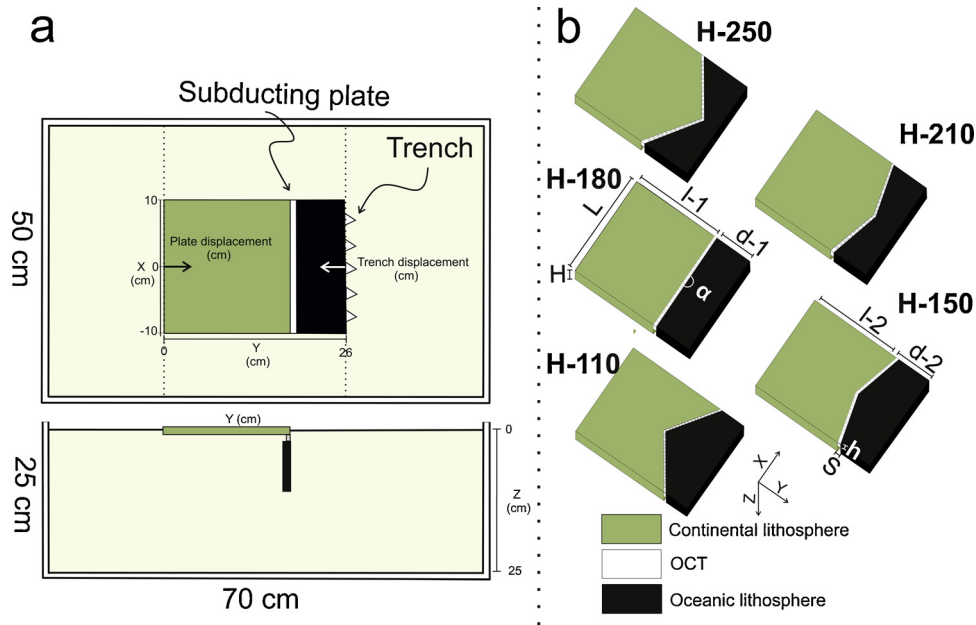 a
Subducting plate
Trench
50 cm
10
Plate displacement
(cm)
X
(cm)
0
Trench displacement
(cm)
-10
0
Y
(cm)
26
Y (cm)
0
25 cm
Z
(cm)
25
70 cm
b
H-250
H-210
H-180
L
l-1
d-1
H
α
H-150
l-2
d-2
h
S
H-110
X
Y
Z
Continental lithosphere
OCT
Oceanic lithosphere